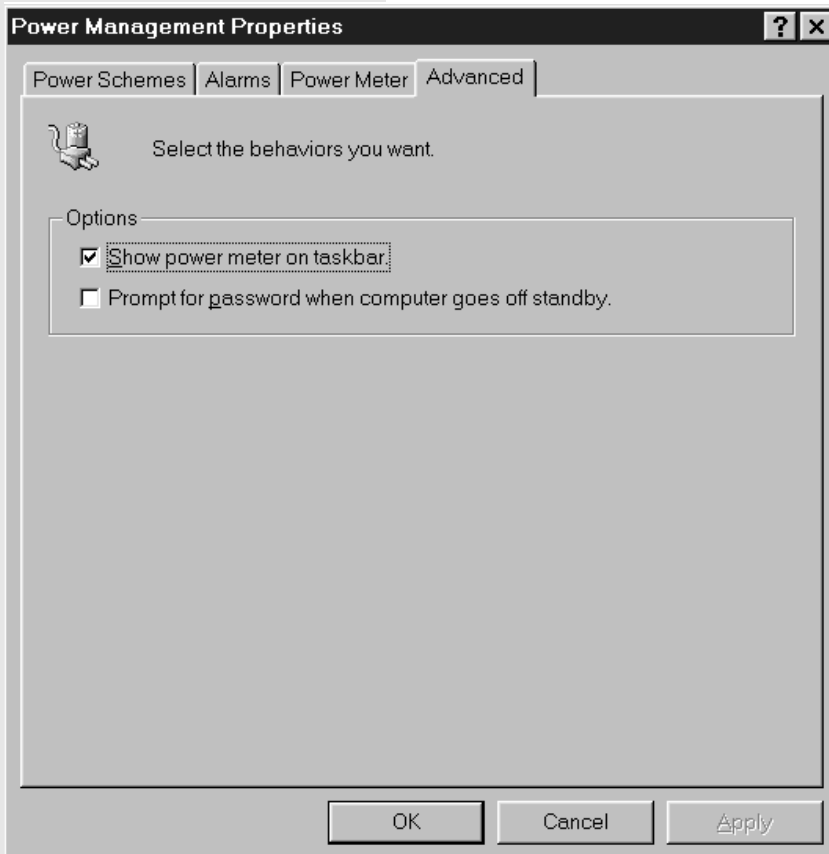 Power Management Properties
Power Schemes Alarms Power Meter Advanced
Select the behaviors you want.
Options
Show power meter on taskbar.
Prompt for password when computer goes off standby.
OK Cancel Apply